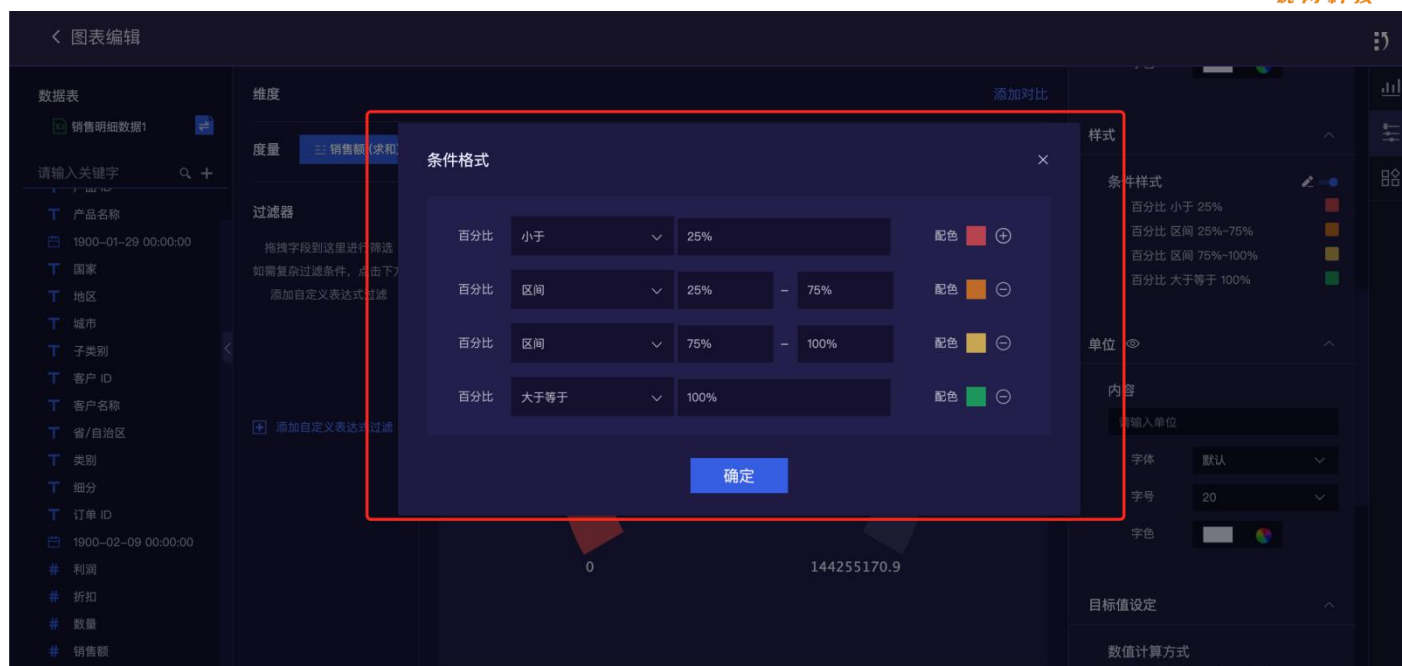 图表编辑
数据表
销售明细数据1
请输入关键字
产品名称
1900-01-29 00:00:00
国家
地区
城市
子类别
客户 ID
客户名称
省/自治区
类别
细分
订单 ID
1900-02-09 00:00:00
利润
折扣
数量
销售额
维度
添加对比
度量
销售额(求和)
过滤器
拖拽字段到这里进行筛选
如需复杂过滤条件，点击下方
添加自定义表达式过滤
添加自定义表达式过滤
条件格式
百分比 小于 25% 配色
百分比 区间 25% – 75% 配色
百分比 区间 75% – 100% 配色
百分比 大于等于 100% 配色
确定
0
144255170.9
样式
条件样式
百分比 小于 25%
百分比 区间 25%~75%
百分比 区间 75%~100%
百分比 大于等于 100%
单位
内容
请输入单位
字体 默认
字号 20
字色
目标值设定
数值计算方式